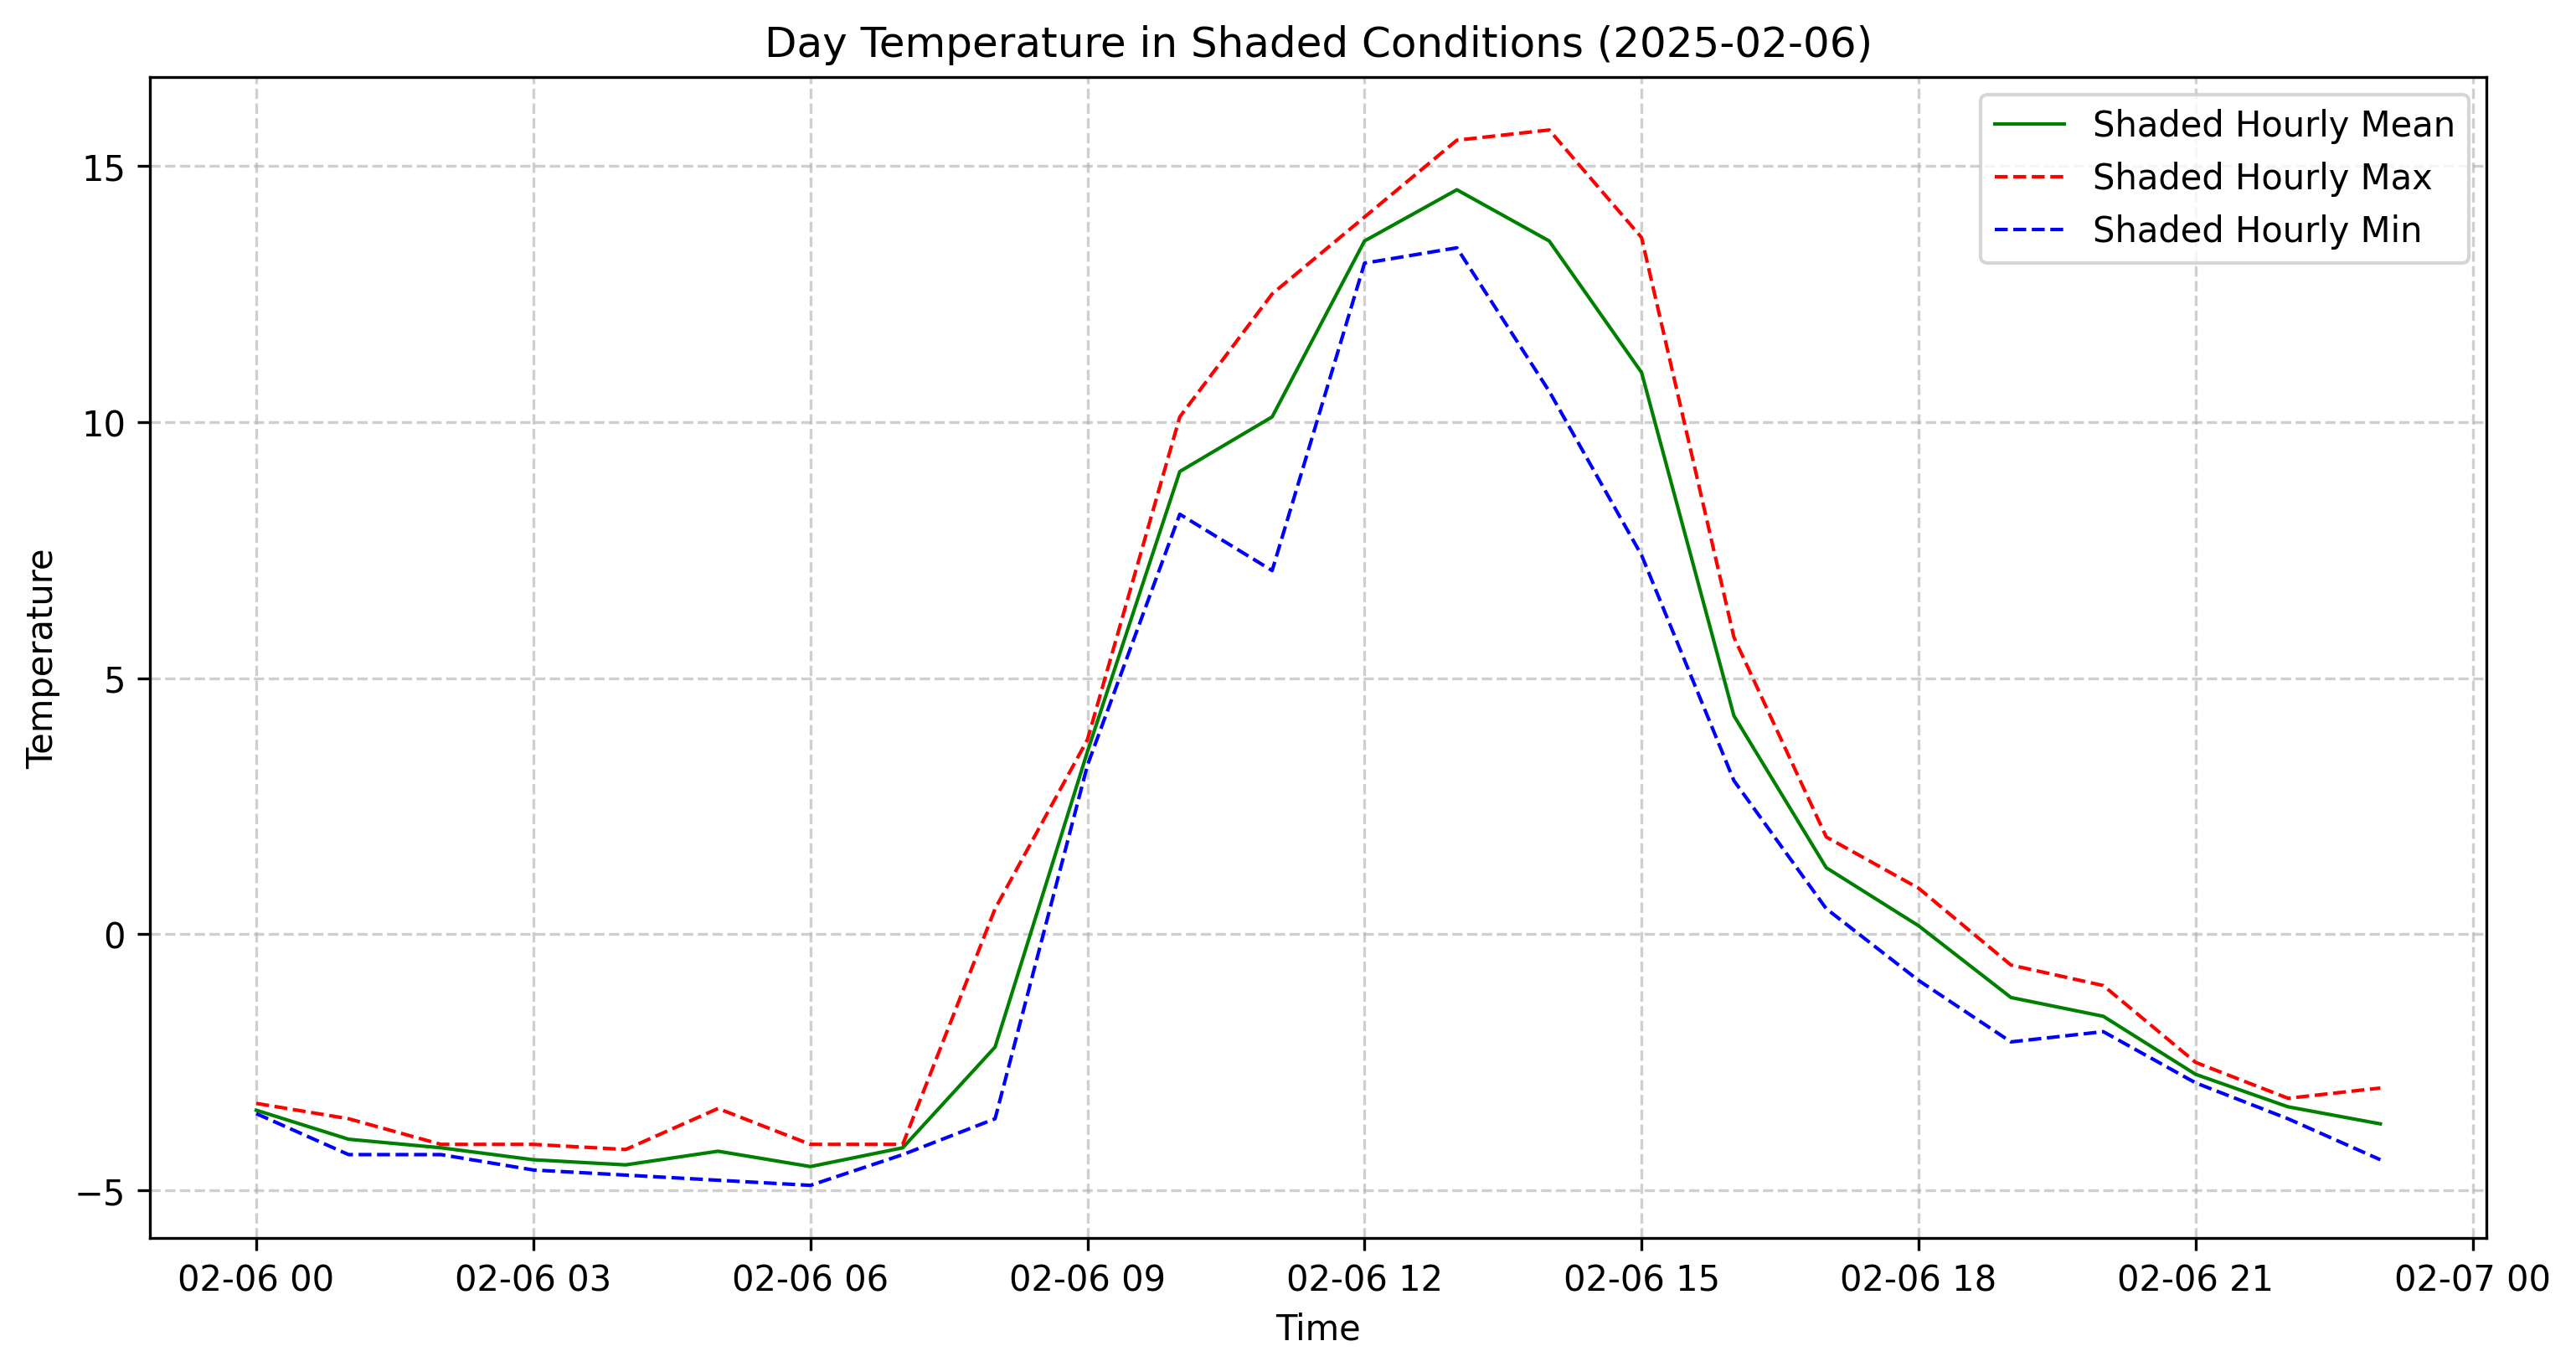 Day Temperature in Shaded Conditions (2025-02-06)
Shaded Hourly Mean
Shaded Hourly Max
Shaded Hourly Min
Temperature
15
10
5
0
−5
02-06 00 02-06 03 02-06 06 02-06 09 02-06 12 02-06 15 02-06 18 02-06 21 02-07 00
Time